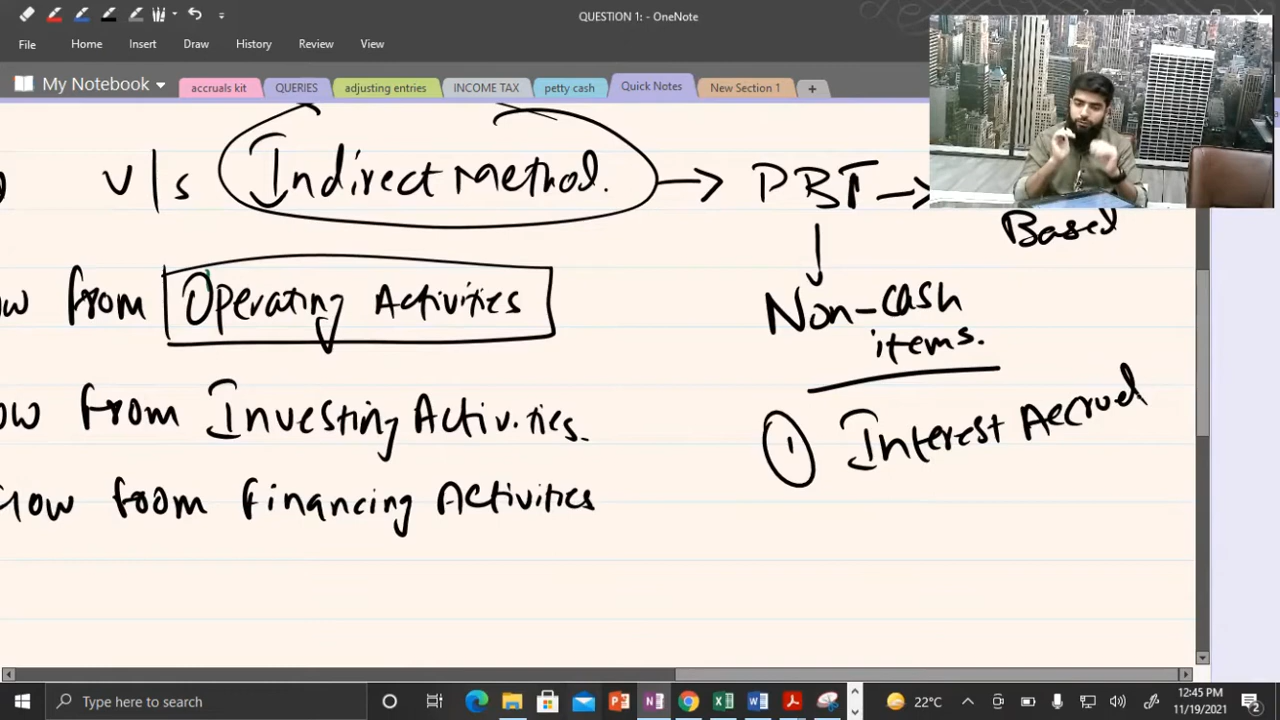 QUESTION 1: - OneNote
File Home Insert Draw History Review View
My Notebook accruals kit QUERIES adjusting entries INCOMETAX petty cash Quick Notes New Section 1
v/s Indirect Method. → PBT →
Based
from Operating Activities
Non-cash
items.
from Investing Activities.
① Interest Accrued
from Financing Activities
Type here to search
22°C
12:45 PM
11/19/2021
2